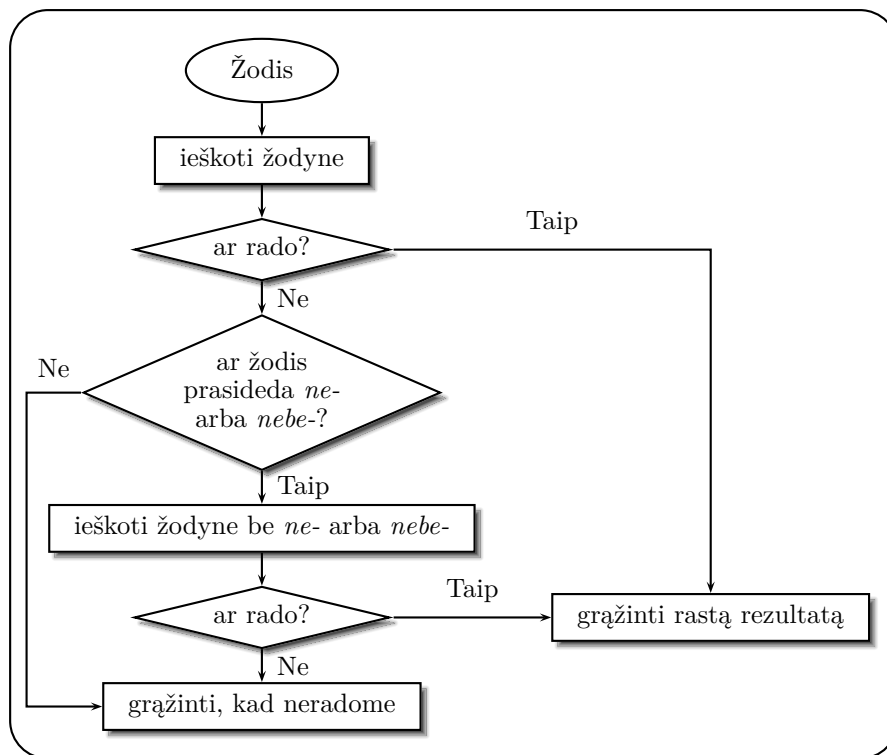 Žodis
ieškoti žodyne
ar rado?
Taip
Ne
ar žodis
prasideda ne-
arba nebe-?
Ne
Taip
ieškoti žodyne be ne- arba nebe-
ar rado?
Taip
grąžinti rastą rezultatą
Ne
grąžinti, kad neradome